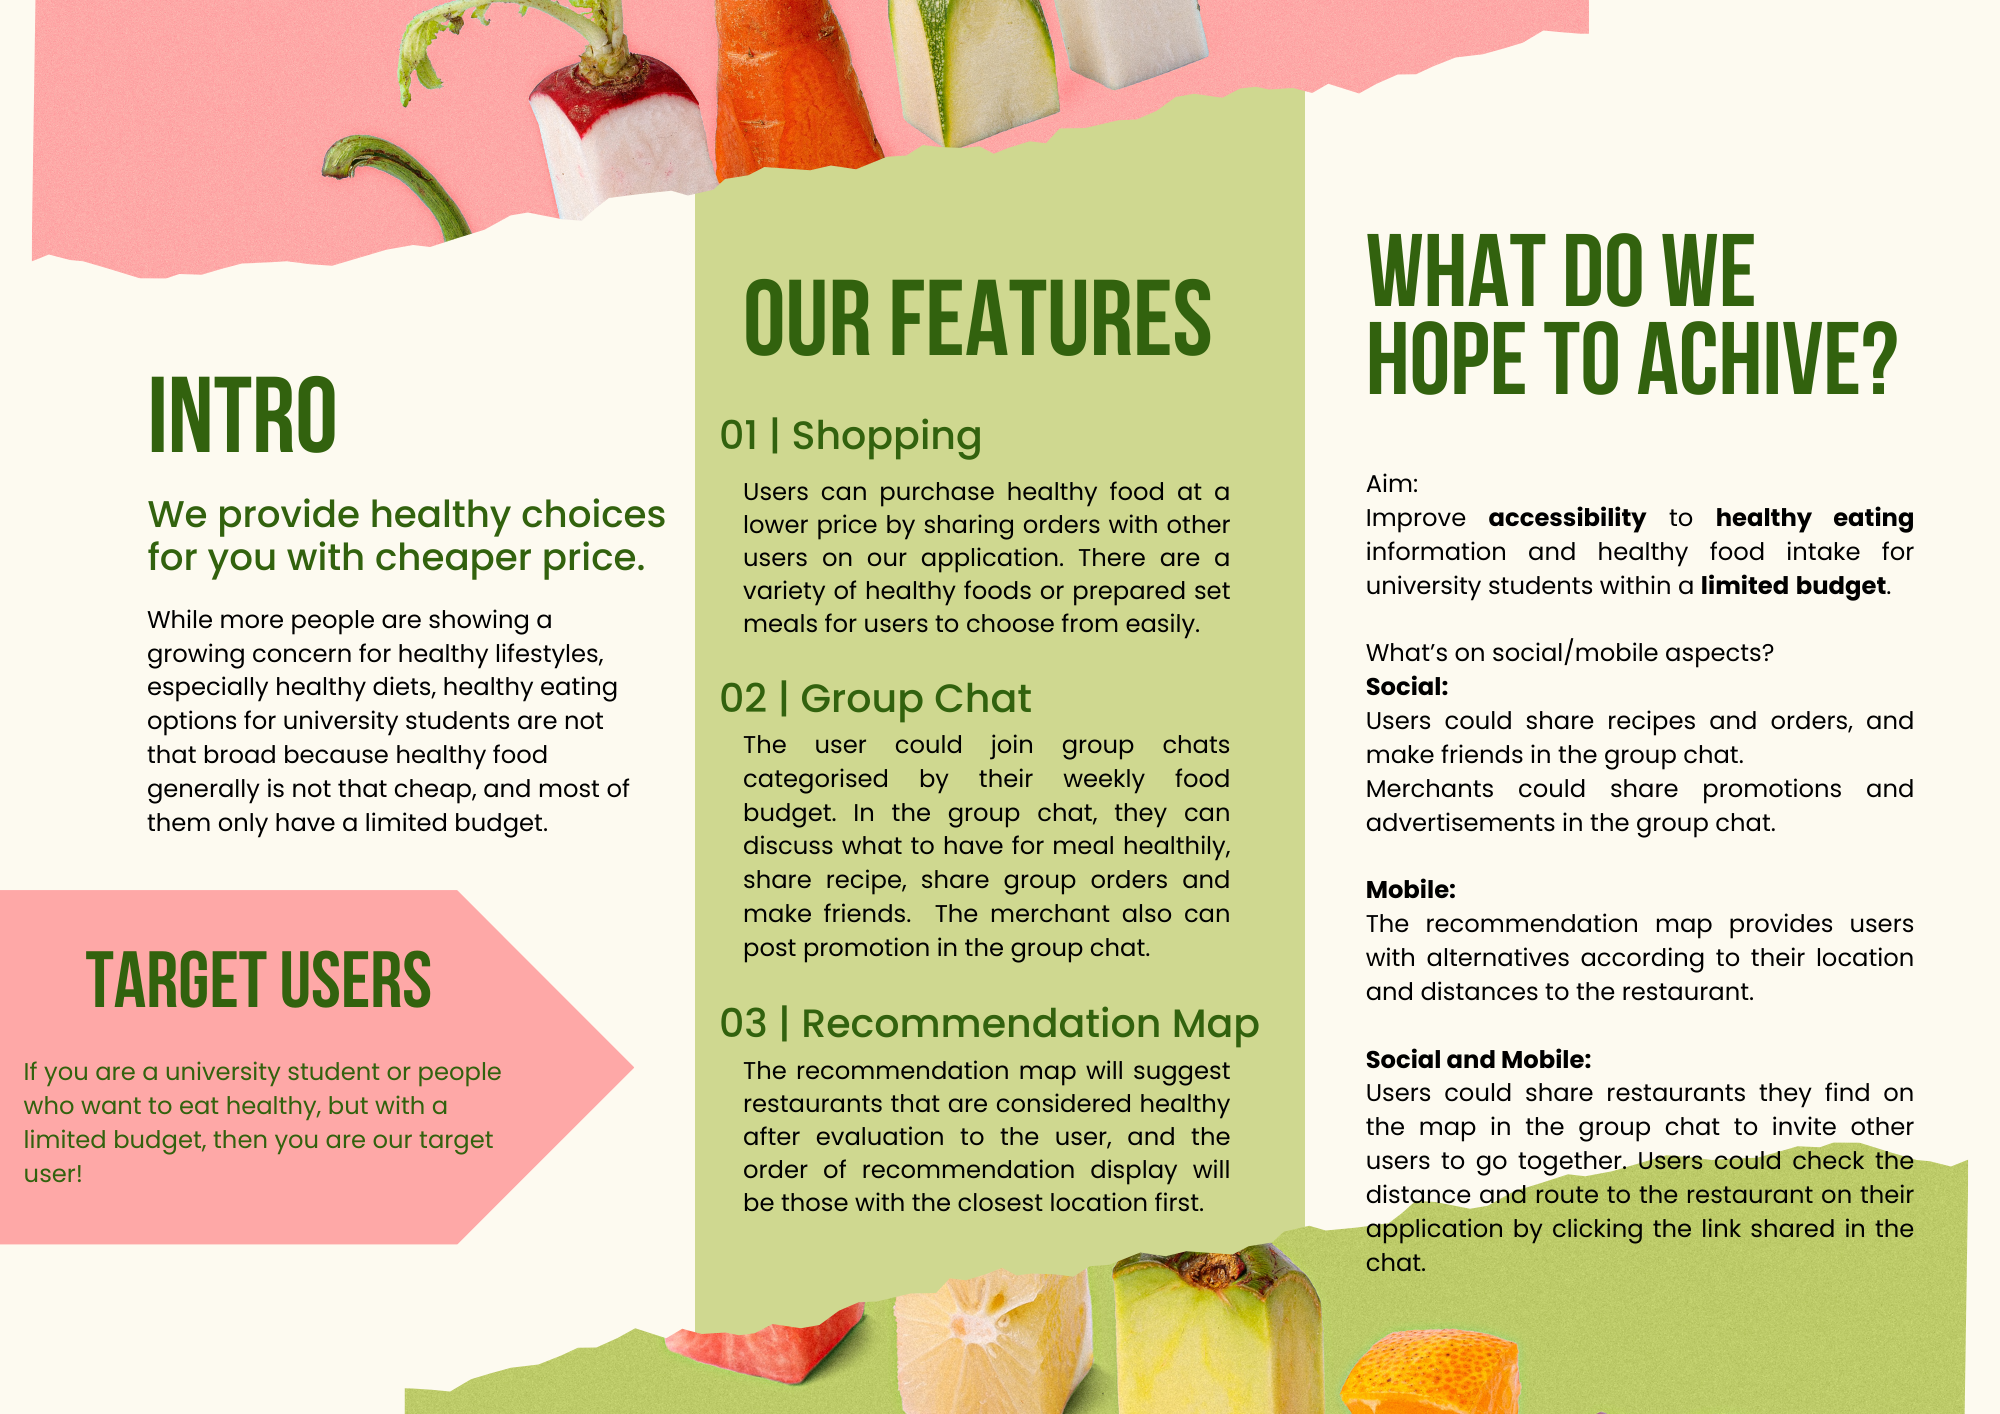 INTRO
We provide healthy choices
for you with cheaper price.
While more people are showing a
growing concern for healthy lifestyles,
especially healthy diets, healthy eating
options for university students are not
that broad because healthy food
generally is not that cheap, and most of
them only have a limited budget.
TARGET USERS
If you are a university student or people
who want to eat healthy, but with a
limited budget, then you are our target
user!
OUR FEATURES
01 | Shopping
Users can purchase healthy food at a
lower price by sharing orders with other
users on our application. There are a
variety of healthy foods or prepared set
meals for users to choose from easily.
02 | Group Chat
The user could join group chats
categorised by their weekly food
budget. In the group chat, they can
discuss what to have for meal healthily,
share recipe, share group orders and
make friends.  The merchant also can
post promotion in the group chat.
03 | Recommendation Map
The recommendation map will suggest
restaurants that are considered healthy
after evaluation to the user, and the
order of recommendation display will
be those with the closest location first.
WHAT DO WE
HOPE TO ACHIVE?
Aim:
Improve accessibility to healthy eating
information and healthy food intake for
university students within a limited budget.
What’s on social/mobile aspects?
Social:
Users could share recipes and orders, and
make friends in the group chat.
Merchants could share promotions and
advertisements in the group chat.
Mobile:
The recommendation map provides users
with alternatives according to their location
and distances to the restaurant.
Social and Mobile:
Users could share restaurants they find on
the map in the group chat to invite other
users to go together. Users could check the
distance and route to the restaurant on their
application by clicking the link shared in the
chat.